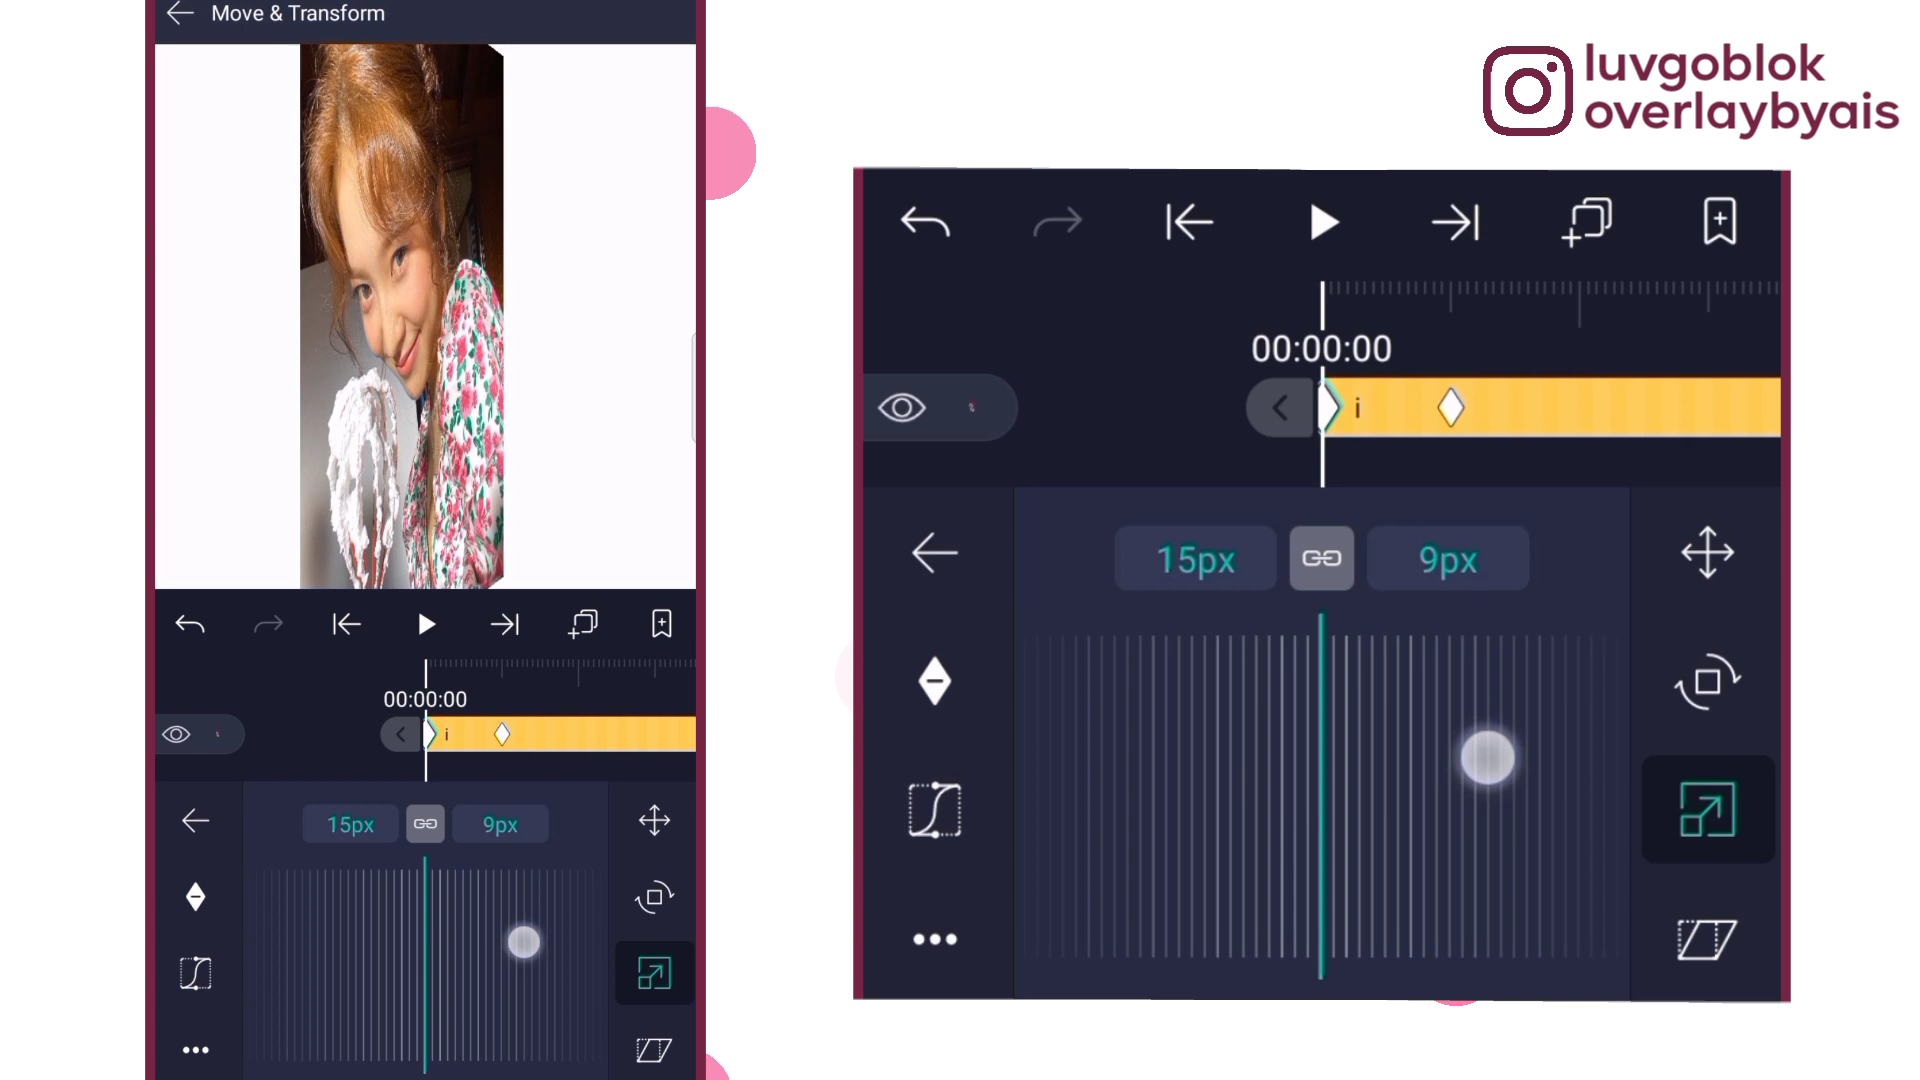 Move & Transform
00:00:00
i
15px
9px
luvgoblok
overlaybyais
00:00:00
i
15px
9px